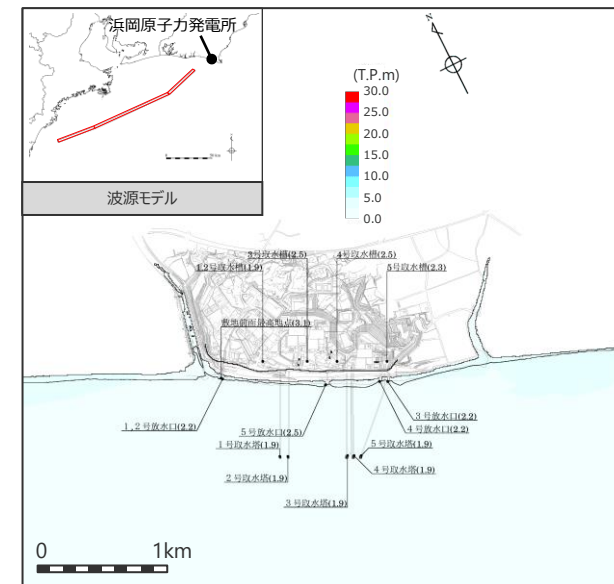 浜岡原子力発電所
波源モデル
N
(T.P.m)
30.0
25.0
20.0
15.0
10.0
5.0
0.0
3号取水槽(2.5)
4号取水槽(2.5)
1,2号取水槽(1.9)
5号取水槽(2.3)
敷地前面最高地点(3.1)
1,2号放水口(2.2)
5号放水口(2.5)
3号放水口(2.2)
4号放水口(2.2)
1号取水塔(1.9)
5号取水塔(1.9)
2号取水塔(1.9)
4号取水塔(1.9)
3号取水塔(1.9)
0 1km